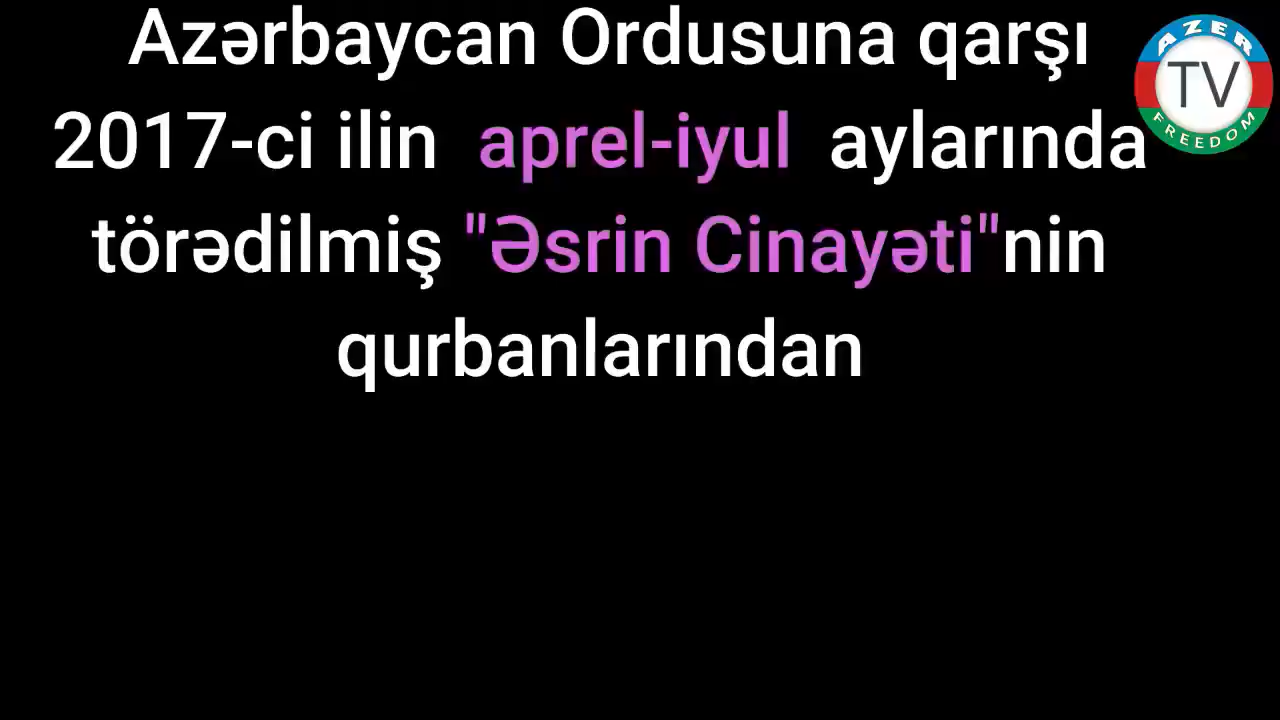 Azərbaycan Ordusuna qarşı
2017-ci ilin aprel-iyul aylarında
törədilmiş "Əsrin Cinayəti"nin
qurbanlarından
AZER
TV
FREEDOM